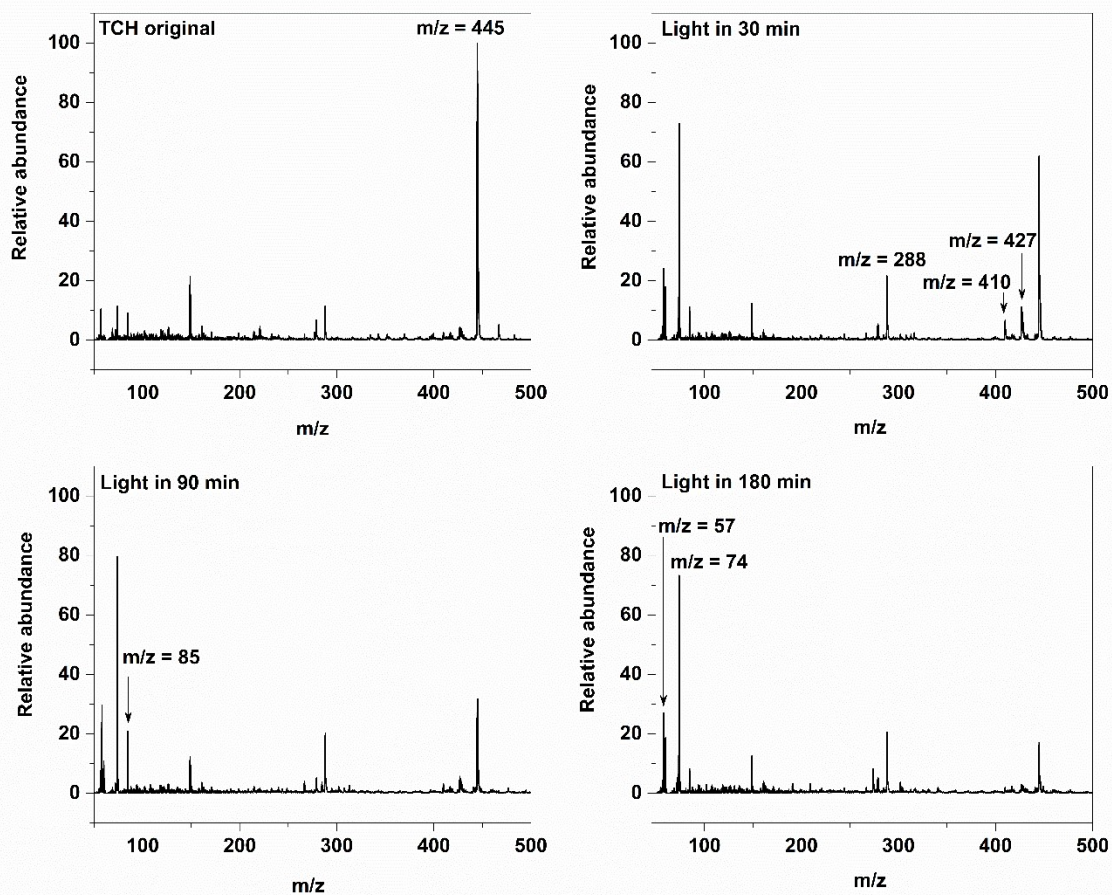 TCH original
m/z = 445
100
80
60
40
20
0
Relative abundance
100
200
300
400
500
m/z
Light in 30 min
m/z = 427
m/z = 288
m/z = 410
100
80
60
40
20
0
Relative abundance
100
200
300
400
500
m/z
Light in 90 min
m/z = 85
100
80
60
40
20
0
Relative abundance
100
200
300
400
500
m/z
Light in 180 min
m/z = 57
m/z = 74
100
80
60
40
20
0
Relative abundance
100
200
300
400
500
m/z